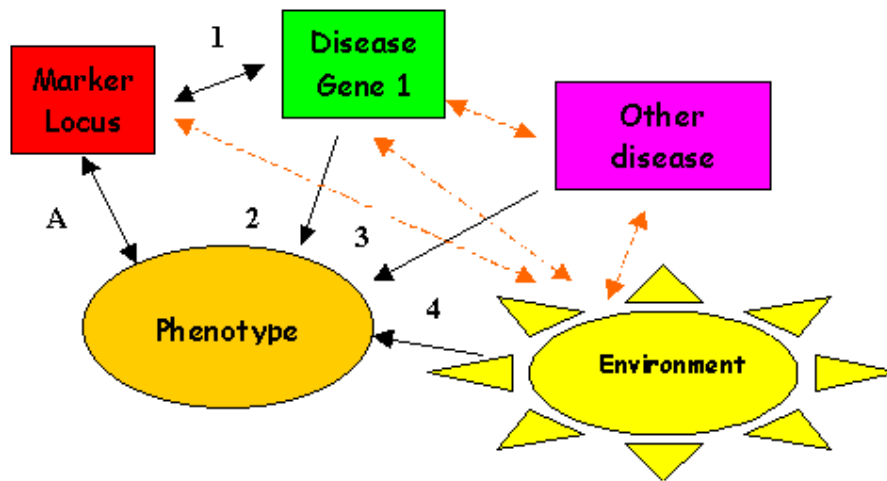 1
Disease
Gene 1
Marker
Locus
Other
disease
A
2
3
4
Phenotype
Environment